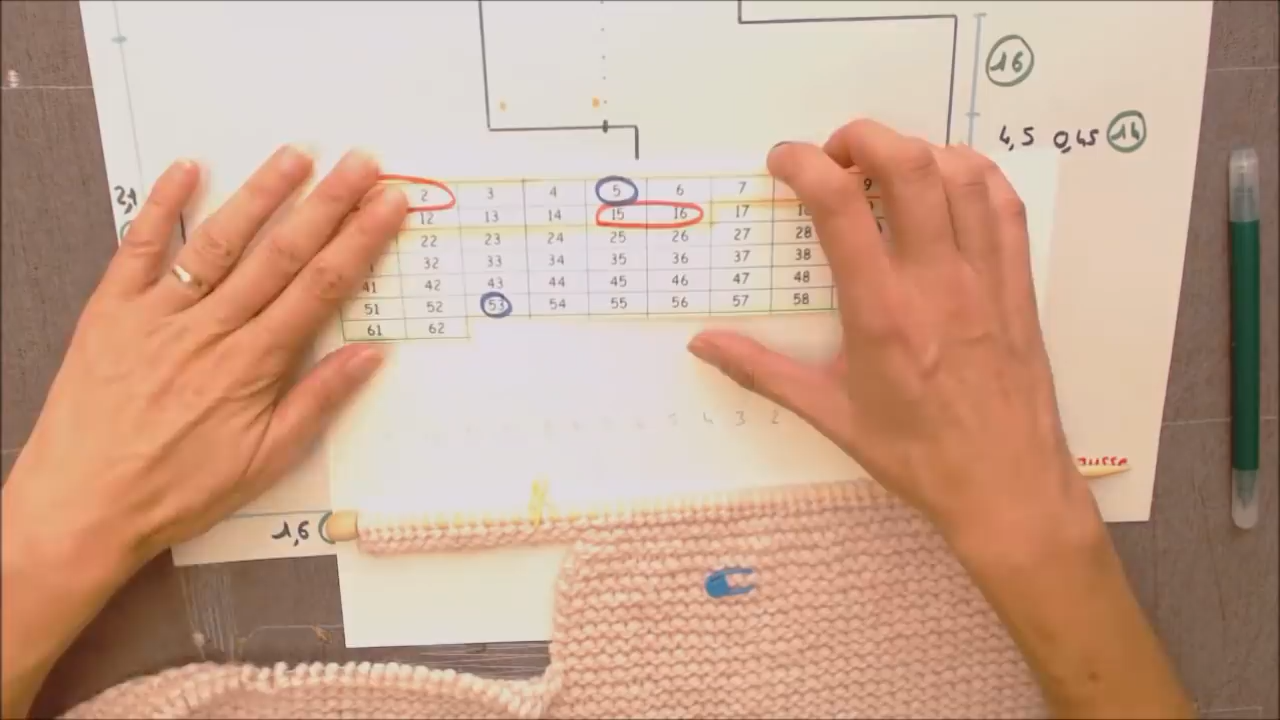 16
4,5 0,45 14
2 3 4 5 6 7 9
12 13 14 15 16 17
22 23 24 25 26 27 28
32 33 34 35 36 37 38
41 42 43 44 45 46 47 48
51 52 53 54 55 56 57 58
61 62
5 4 3 2
1,6